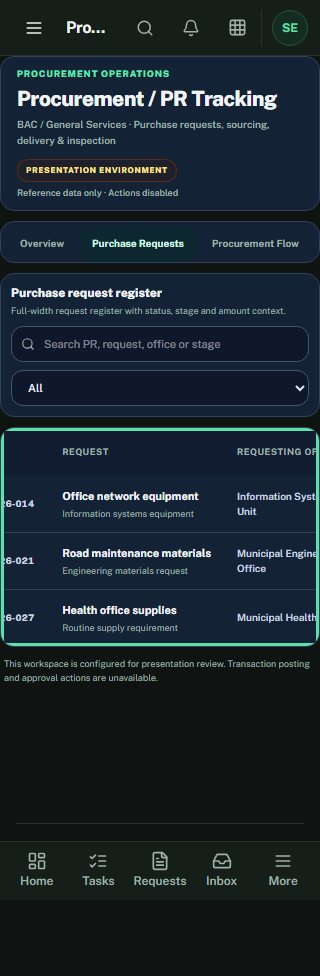 Pro...
SE
PROCUREMENT OPERATIONS
Procurement / PR Tracking
BAC / General Services · Purchase requests, sourcing,
delivery & inspection
PRESENTATION ENVIRONMENT
Reference data only · Actions disabled
Overview
Purchase Requests
Procurement Flow
Purchase request register
Full-width request register with status, stage and amount context.
Search PR, request, office or stage
All
REQUEST
REQUESTING OF
6-014
Office network equipment
Information systems equipment
Information Syst
Unit
6-021
Road maintenance materials
Engineering materials request
Municipal Engine
Office
6-027
Health office supplies
Routine supply requirement
Municipal Health
This workspace is configured for presentation review. Transaction posting
and approval actions are unavailable.
Home
Tasks
Requests
Inbox
More